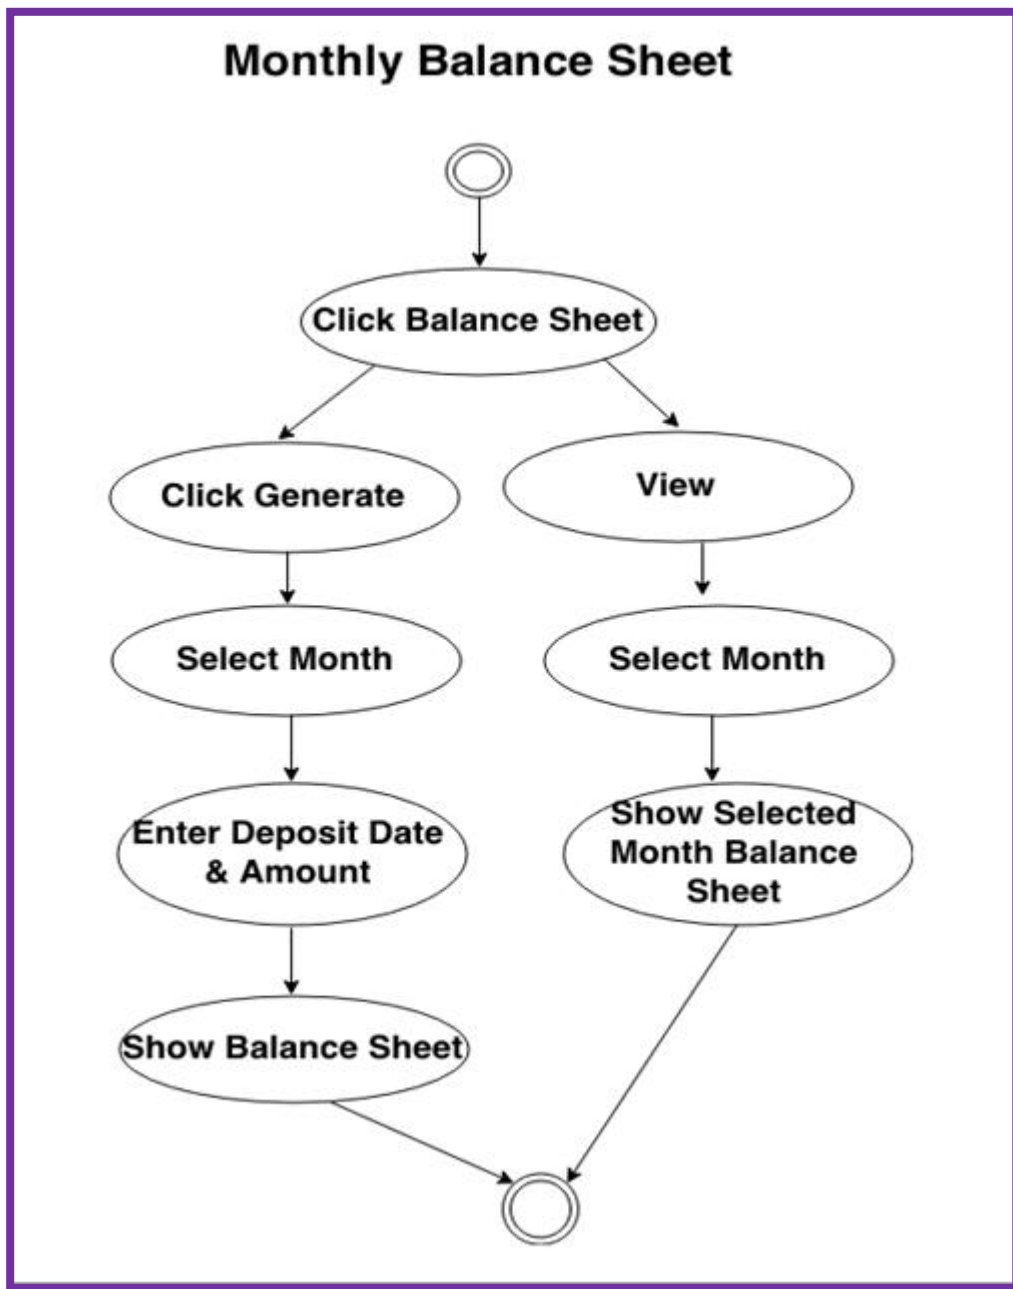 Monthly Balance Sheet
Click Balance Sheet
Click Generate
View
Select Month
Select Month
Enter Deposit Date
& Amount
Show Selected
Month Balance
Sheet
Show Balance Sheet